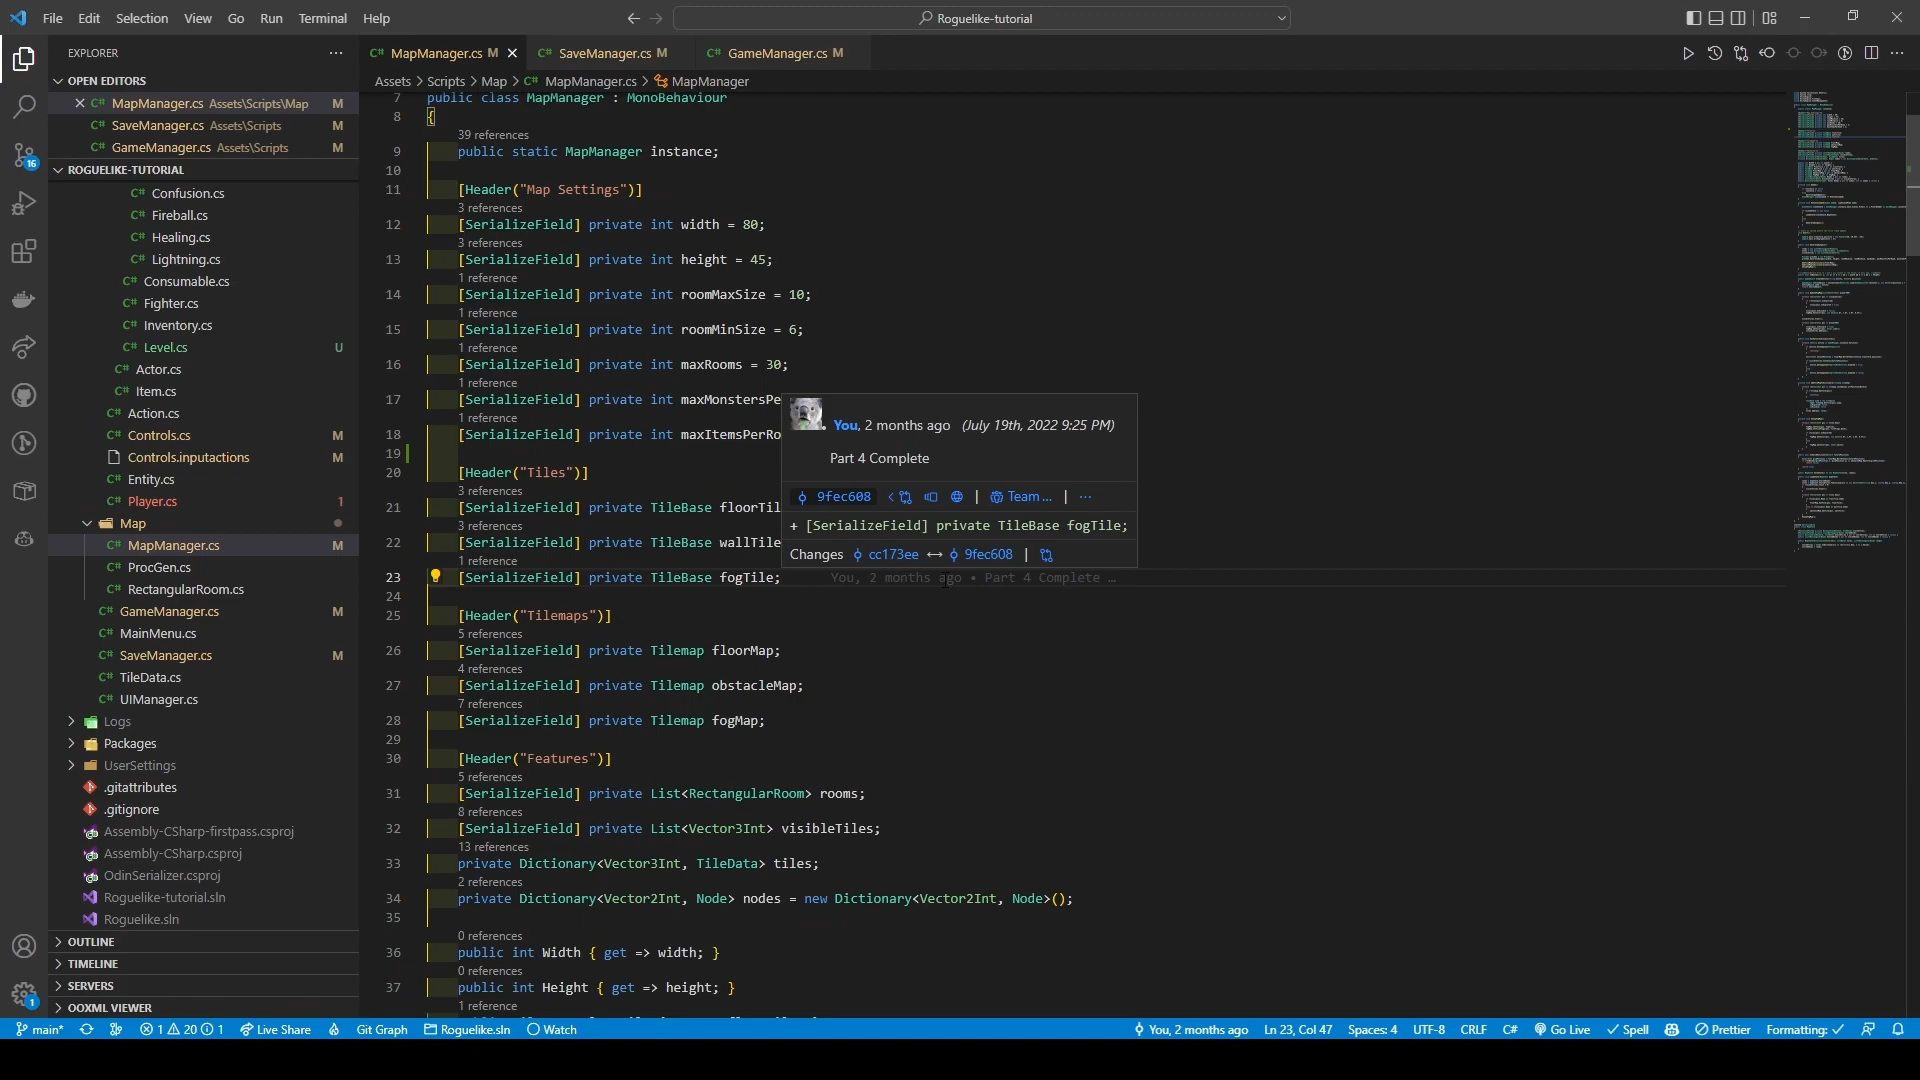 File Edit Selection View Go Run Terminal Help
Roguelike-tutorial
EXPLORER
OPEN EDITORS
MapManager.cs Assets\Scripts\Map M
SaveManager.cs Assets\Scripts M
GameManager.cs Assets\Scripts M
ROGUELIKE-TUTORIAL
Confusion.cs
Fireball.cs
Healing.cs
Lightning.cs
Consumable.cs
Fighter.cs
Inventory.cs
Level.cs U
Actor.cs
Item.cs
Action.cs
Controls.cs M
Controls.inputactions M
Entity.cs
Player.cs 1
Map
MapManager.cs M
ProcGen.cs
RectangularRoom.cs
GameManager.cs M
MainMenu.cs
SaveManager.cs M
TileData.cs
UIManager.cs
Logs
Packages
UserSettings
.gitattributes
.gitignore
Assembly-CSharp-firstpass.csproj
Assembly-CSharp.csproj
OdinSerializer.csproj
Roguelike-tutorial.sln
Roguelike.sln
OUTLINE
TIMELINE
SERVERS
OOXML VIEWER
16
1
MapManager.cs M
SaveManager.cs M
GameManager.cs M
Assets > Scripts > Map > MapManager.cs > MapManager
7 public class MapManager : MonoBehaviour
8 {
39 references
9 public static MapManager instance;
10
11 [Header("Map Settings")]
3 references
12 [SerializeField] private int width = 80;
3 references
13 [SerializeField] private int height = 45;
1 reference
14 [SerializeField] private int roomMaxSize = 10;
1 reference
15 [SerializeField] private int roomMinSize = 6;
1 reference
16 [SerializeField] private int maxRooms = 30;
1 reference
17 [SerializeField] private int maxMonstersPe
1 reference
18 [SerializeField] private int maxItemsPerRo
19
20 [Header("Tiles")]
3 references
21 [SerializeField] private TileBase floorTil
3 references
22 [SerializeField] private TileBase wallTile
1 reference
23 [SerializeField] private TileBase fogTile; You, 2 months ago • Part 4 Complete …
24
25 [Header("Tilemaps")]
5 references
26 [SerializeField] private Tilemap floorMap;
4 references
27 [SerializeField] private Tilemap obstacleMap;
7 references
28 [SerializeField] private Tilemap fogMap;
29
30 [Header("Features")]
5 references
31 [SerializeField] private List<RectangularRoom> rooms;
8 references
32 [SerializeField] private List<Vector3Int> visibleTiles;
13 references
33 private Dictionary<Vector3Int, TileData> tiles;
2 references
34 private Dictionary<Vector2Int, Node> nodes = new Dictionary<Vector2Int, Node>();
35
0 references
36 public int Width { get => width; }
0 references
37 public int Height { get => height; }
1 reference
You, 2 months ago (July 19th, 2022 9:25 PM)
Part 4 Complete
9fec608 | Team ... | ...
+ [SerializeField] private TileBase fogTile;
Changes cc173ee ↔ 9fec608 |
main* 1 20 1 Live Share Git Graph Roguelike.sln Watch
You, 2 months ago Ln 23, Col 47 Spaces: 4 UTF-8 CRLF C# Go Live Spell Prettier Formatting: ✓